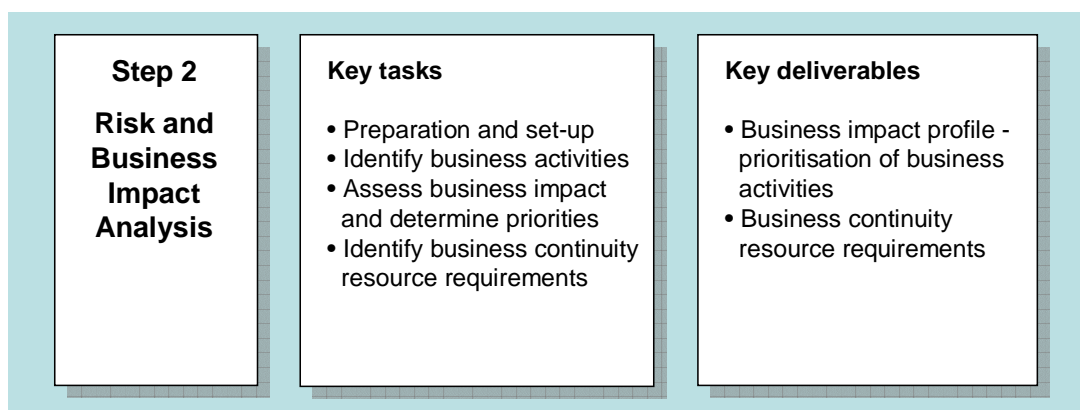 Step 2
Risk and
Business
Impact
Analysis
Key tasks
• Preparation and set-up
• Identify business activities
• Assess business impact
and determine priorities
• Identify business continuity
resource requirements
Key deliverables
• Business impact profile -
prioritisation of business
activities
• Business continuity
resource requirements